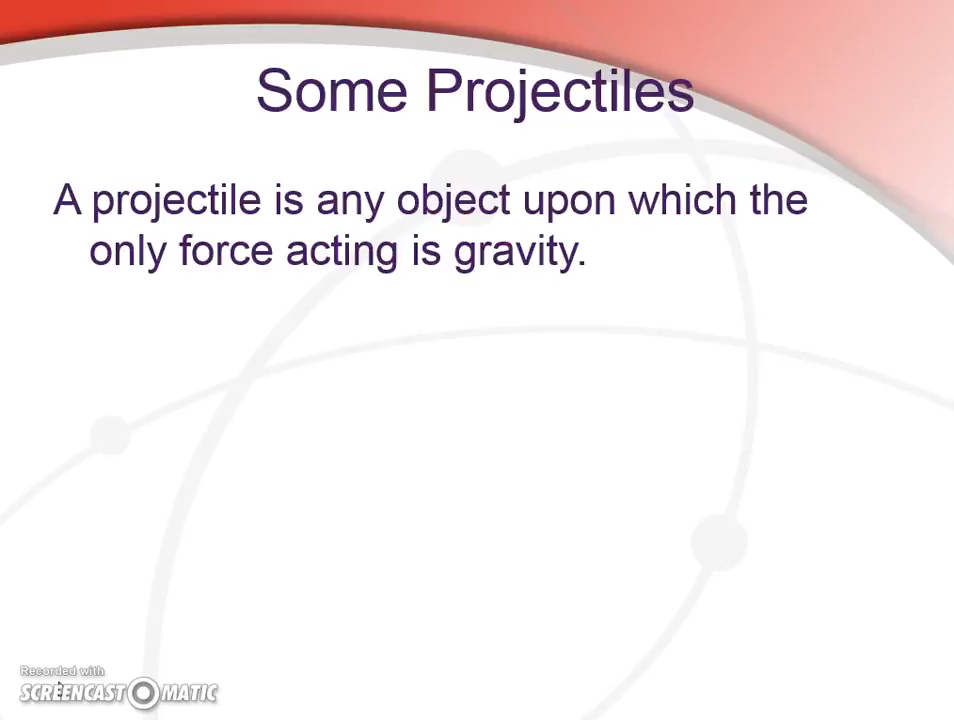 Some Projectiles
A projectile is any object upon which the
only force acting is gravity.
Recorded with
SCREENCAST-O-MATIC